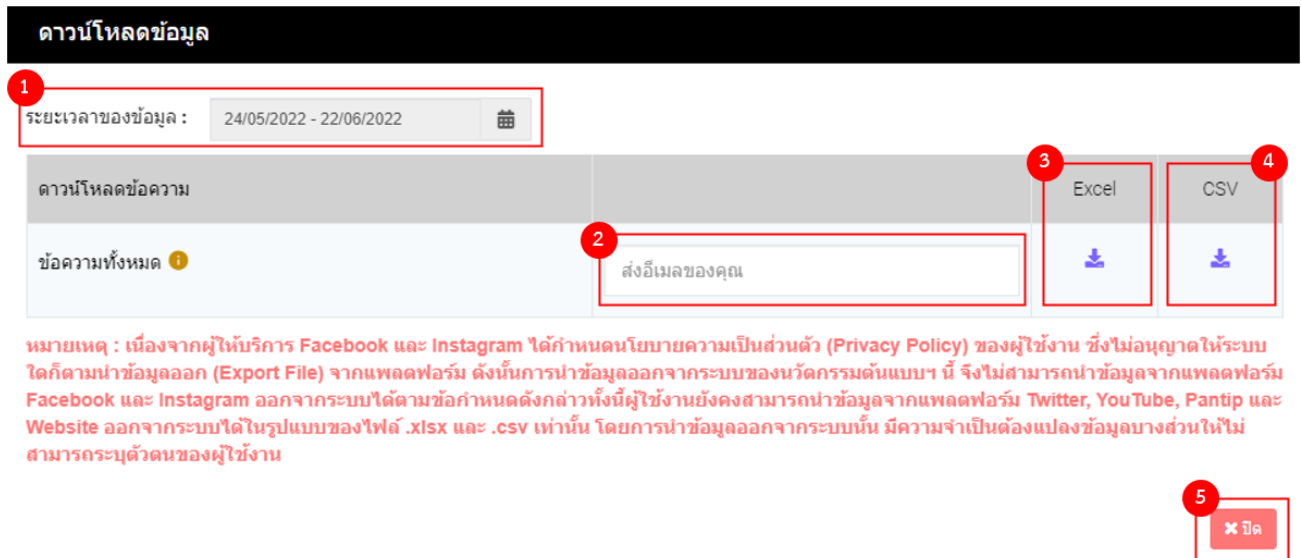 ดาวน์โหลดข้อมูล
1
ระยะเวลาของข้อมูล : 24/05/2022 - 22/06/2022
3 4
ดาวน์โหลดข้อความ Excel CSV
2
ข้อความทั้งหมด ส่งอีเมลของคุณ
หมายเหตุ : เนื่องจากผู้ให้บริการ Facebook และ Instagram ได้กำหนดนโยบายความเป็นส่วนตัว (Privacy Policy) ของผู้ใช้งาน ซึ่งไม่อนุญาตให้ระบบ
ใดก็ตามนำข้อมูลออก (Export File) จากแพลตฟอร์ม ดังนั้นการนำข้อมูลออกจากระบบของนวัตกรรมต้นแบบฯ นี้ จึงไม่สามารถนำข้อมูลจากแพลตฟอร์ม
Facebook และ Instagram ออกจากระบบได้ตามข้อกำหนดดังกล่าวทั้งนี้ผู้ใช้งานยังคงสามารถนำข้อมูลจากแพลตฟอร์ม Twitter, YouTube, Pantip และ
Website ออกจากระบบได้ในรูปแบบของไฟล์ .xlsx และ .csv เท่านั้น โดยการนำข้อมูลออกจากระบบนั้น มีความจำเป็นต้องแปลงข้อมูลบางส่วนให้ไม่
สามารถระบุตัวตนของผู้ใช้งาน
5
ปิด